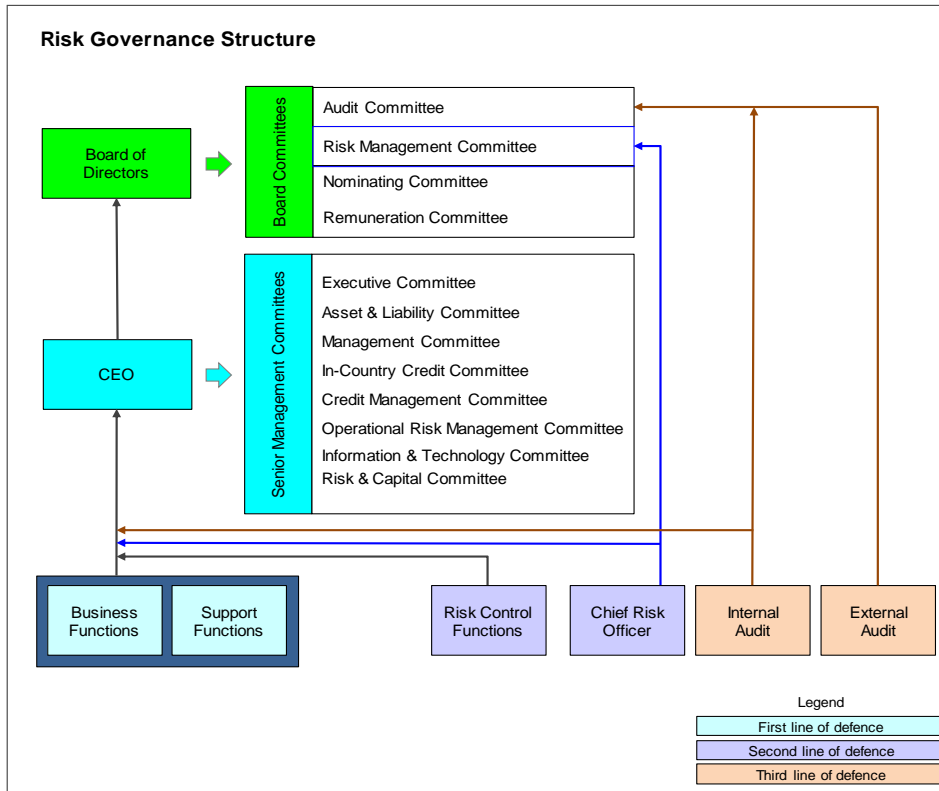 Risk Governance Structure
Board of
Directors
Board Committees
Audit Committee
Risk Management Committee
Nominating Committee
Remuneration Committee
CEO
Senior Management Committees
Executive Committee
Asset & Liability Committee
Management Committee
In-Country Credit Committee
Credit Management Committee
Operational Risk Management Committee
Information & Technology Committee
Risk & Capital Committee
Business
Functions
Support
Functions
Risk Control
Functions
Chief Risk
Officer
Internal
Audit
External
Audit
Legend
First line of defence
Second line of defence
Third line of defence